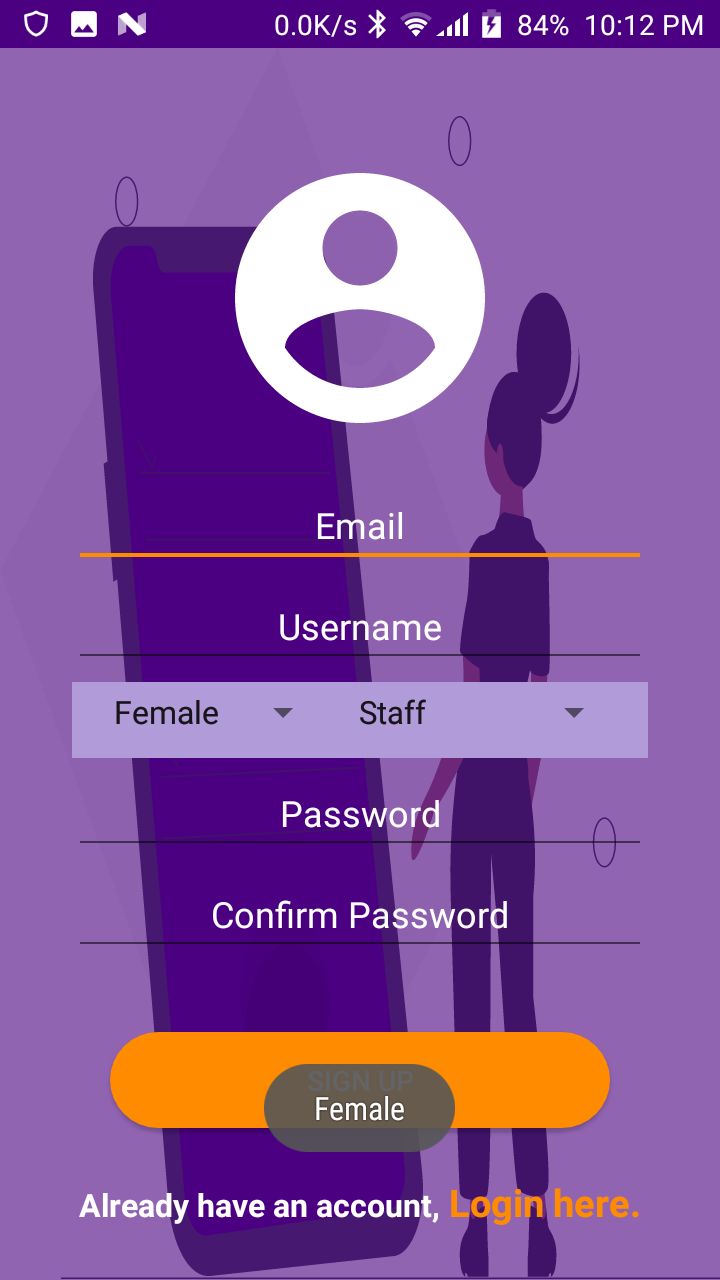 0.0K/s 84% 10:12 PM
Email
Username
Female Staff
Password
Confirm Password
SIGN UP
Female
Already have an account, Login here.